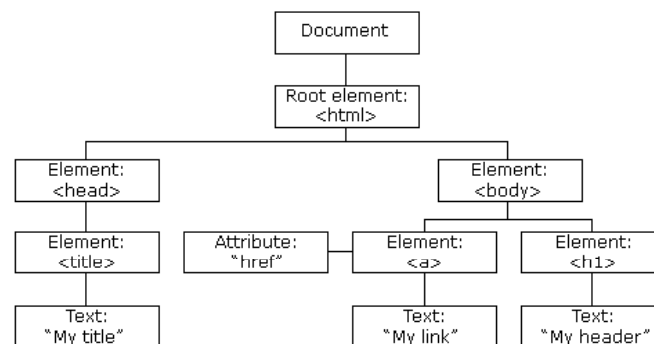 Document
Root element:
<html>
Element:
<head>
Element:
<body>
Element:
<title>
Attribute:
"href"
Element:
<a>
Element:
<h1>
Text:
"My title"
Text:
"My link"
Text:
"My header"